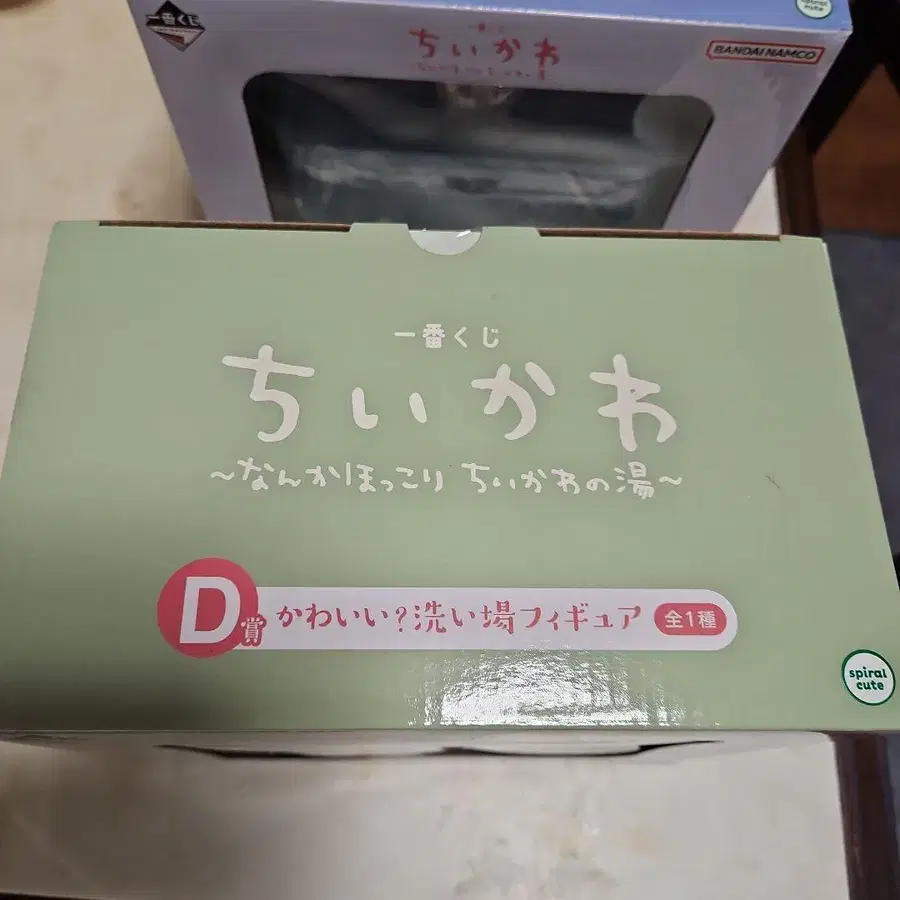 一番くじ
spiral cute
ちいかわ
BANDAI NAMCO
一番くじ
ちいかわ
~なんかほっこり ちいかわの湯~
D賞 かわいい?洗い場フィギュア 全1種
spiral
cute